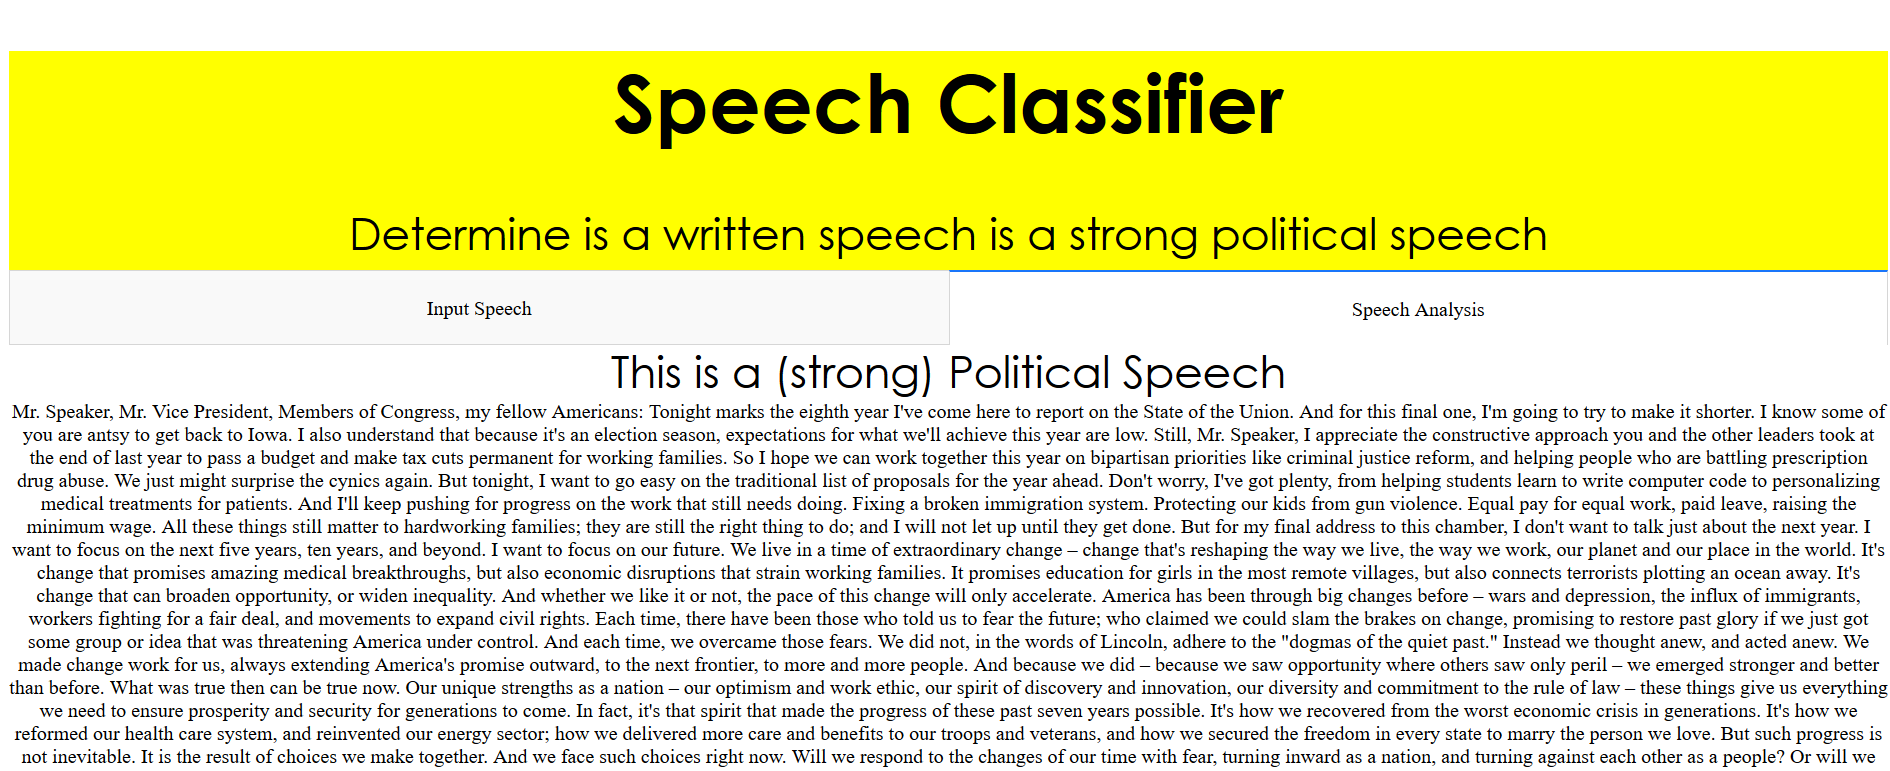 Speech Classifier
Determine is a written speech is a strong political speech
Input Speech
Speech Analysis
This is a (strong) Political Speech
Mr. Speaker, Mr. Vice President, Members of Congress, my fellow Americans: Tonight marks the eighth year I've come here to report on the State of the Union. And for this final one, I'm going to try to make it shorter. I know some of
you are antsy to get back to Iowa. I also understand that because it's an election season, expectations for what we'll achieve this year are low. Still, Mr. Speaker, I appreciate the constructive approach you and the other leaders took at
the end of last year to pass a budget and make tax cuts permanent for working families. So I hope we can work together this year on bipartisan priorities like criminal justice reform, and helping people who are battling prescription
drug abuse. We just might surprise the cynics again. But tonight, I want to go easy on the traditional list of proposals for the year ahead. Don't worry, I've got plenty, from helping students learn to write computer code to personalizing
medical treatments for patients. And I'll keep pushing for progress on the work that still needs doing. Fixing a broken immigration system. Protecting our kids from gun violence. Equal pay for equal work, paid leave, raising the
minimum wage. All these things still matter to hardworking families; they are still the right thing to do; and I will not let up until they get done. But for my final address to this chamber, I don't want to talk just about the next year. I
want to focus on the next five years, ten years, and beyond. I want to focus on our future. We live in a time of extraordinary change – change that's reshaping the way we live, the way we work, our planet and our place in the world. It's
change that promises amazing medical breakthroughs, but also economic disruptions that strain working families. It promises education for girls in the most remote villages, but also connects terrorists plotting an ocean away. It's
change that can broaden opportunity, or widen inequality. And whether we like it or not, the pace of this change will only accelerate. America has been through big changes before – wars and depression, the influx of immigrants,
workers fighting for a fair deal, and movements to expand civil rights. Each time, there have been those who told us to fear the future; who claimed we could slam the brakes on change, promising to restore past glory if we just got
some group or idea that was threatening America under control. And each time, we overcame those fears. We did not, in the words of Lincoln, adhere to the "dogmas of the quiet past." Instead we thought anew, and acted anew. We
made change work for us, always extending America's promise outward, to the next frontier, to more and more people. And because we did – because we saw opportunity where others saw only peril – we emerged stronger and better
than before. What was true then can be true now. Our unique strengths as a nation – our optimism and work ethic, our spirit of discovery and innovation, our diversity and commitment to the rule of law – these things give us everything
we need to ensure prosperity and security for generations to come. In fact, it's that spirit that made the progress of these past seven years possible. It's how we recovered from the worst economic crisis in generations. It's how we
reformed our health care system, and reinvented our energy sector; how we delivered more care and benefits to our troops and veterans, and how we secured the freedom in every state to marry the person we love. But such progress is
not inevitable. It is the result of choices we make together. And we face such choices right now. Will we respond to the changes of our time with fear, turning inward as a nation, and turning against each other as a people? Or will we